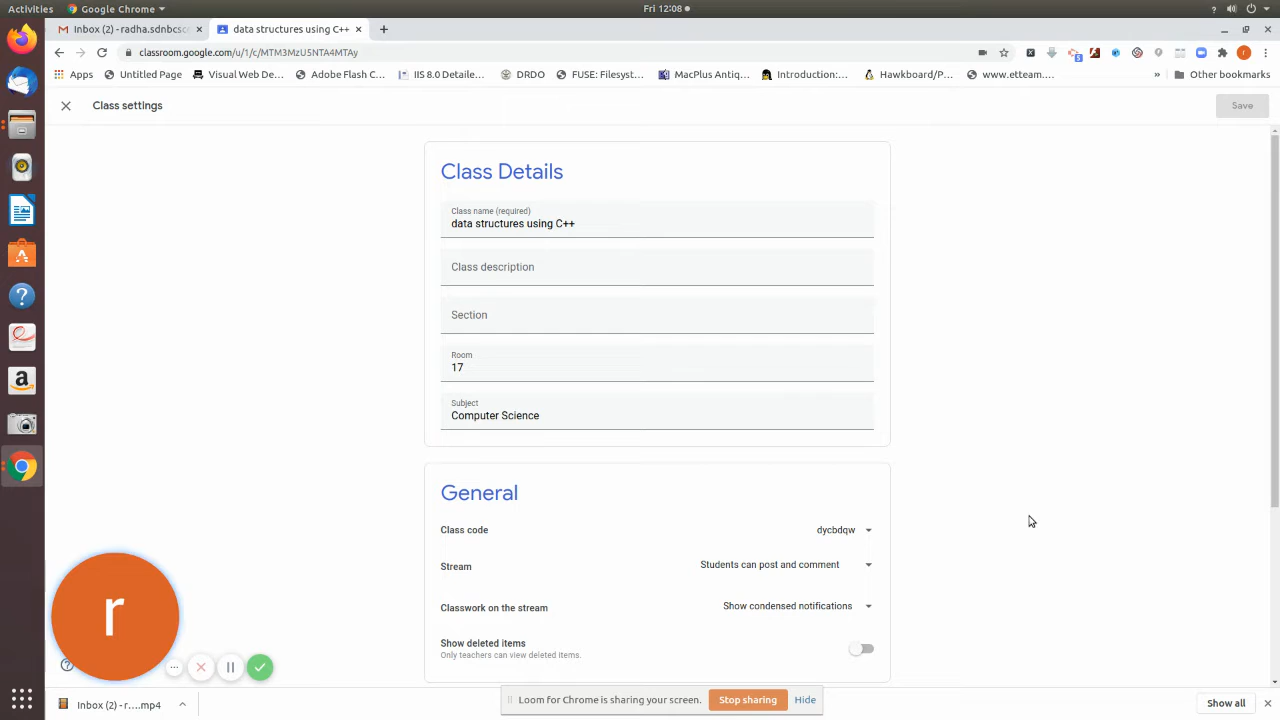 Activities Google Chrome Fri 12:08
Inbox (2) - radha.sdnbcsc data structures using C++
classroom.google.com/u/1/c/MTM3MzU5NTA4MTAy
Apps Untitled Page Visual Web De... Adobe Flash C... IIS 8.0 Detaile... DRDO FUSE: Filesyst... MacPlus Antiq... Introduction:... Hawkboard/P... www.etteam.... » Other bookmarks
Class settings Save
Class Details
Class name (required)
data structures using C++
Class description
Section
Room
17
Subject
Computer Science
General
Class code dycbdqw
Stream Students can post and comment
Classwork on the stream Show condensed notifications
Show deleted items
Only teachers can view deleted items.
r
Loom for Chrome is sharing your screen. Stop sharing Hide
Inbox (2) - r....mp4 Show all